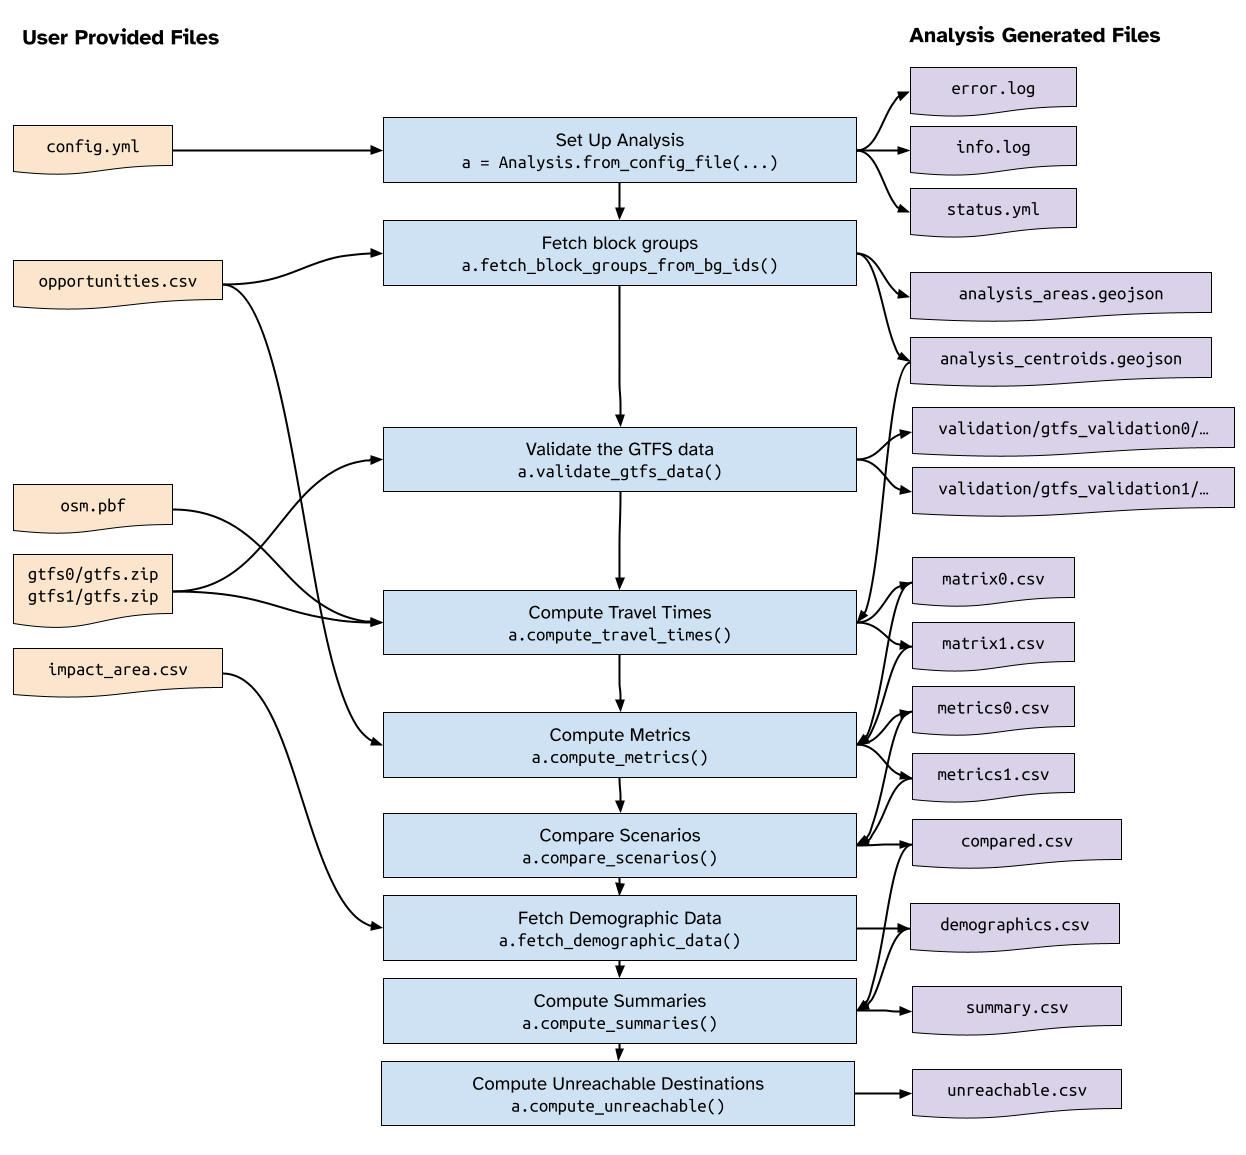 User Provided Files
Analysis Generated Files
error.log
config.yml
Set Up Analysis
a = Analysis.from_config_file(...)
info.log
status.yml
Fetch block groups
a.fetch_block_groups_from_bg_ids()
opportunities.csv
analysis_areas.geojson
analysis_centroids.geojson
Validate the GTFS data
a.validate_gtfs_data()
validation/gtfs_validation0/…
validation/gtfs_validation1/…
osm.pbf
gtfs0/gtfs.zip
gtfs1/gtfs.zip
matrix0.csv
Compute Travel Times
a.compute_travel_times()
matrix1.csv
impact_area.csv
metrics0.csv
Compute Metrics
a.compute_metrics()
metrics1.csv
Compare Scenarios
a.compare_scenarios()
compared.csv
Fetch Demographic Data
a.fetch_demographic_data()
demographics.csv
Compute Summaries
a.compute_summaries()
summary.csv
Compute Unreachable Destinations
a.compute_unreachable()
unreachable.csv